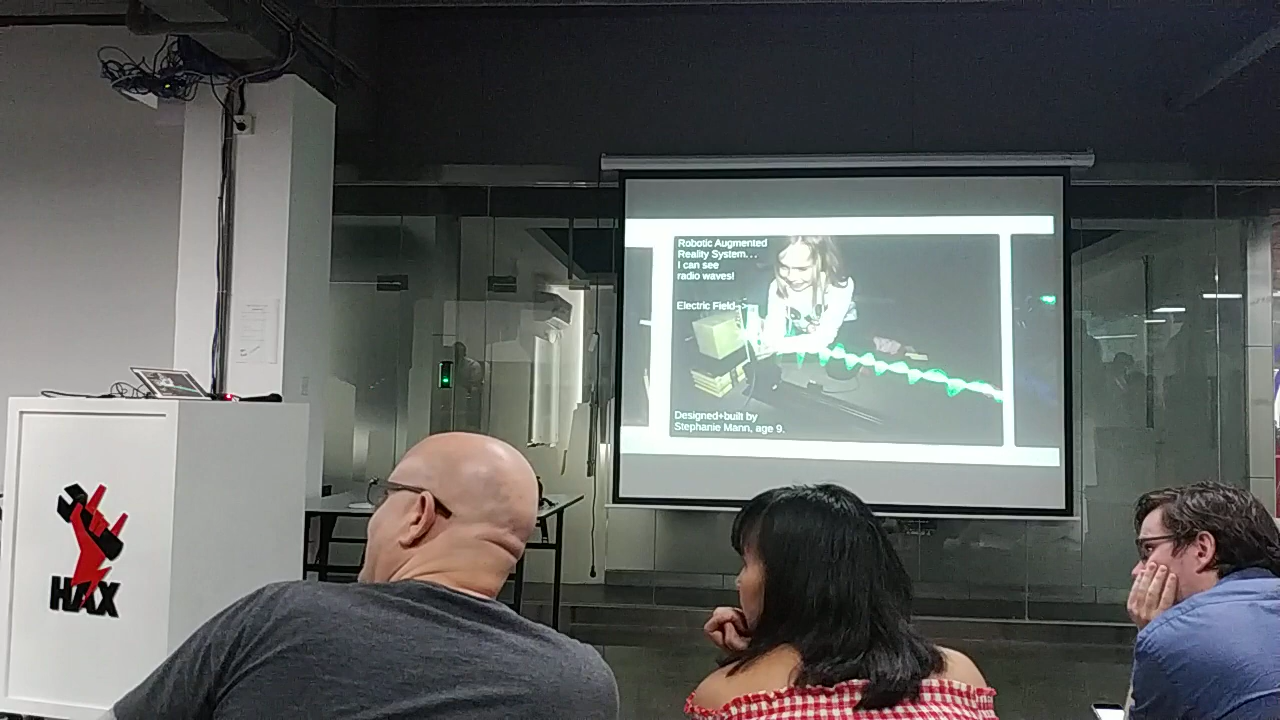 Robotic Augmented
Reality System...
I can see
radio waves!
Electric Field-->
Designed+built by
Stephanie Mann, age 9.
HAX